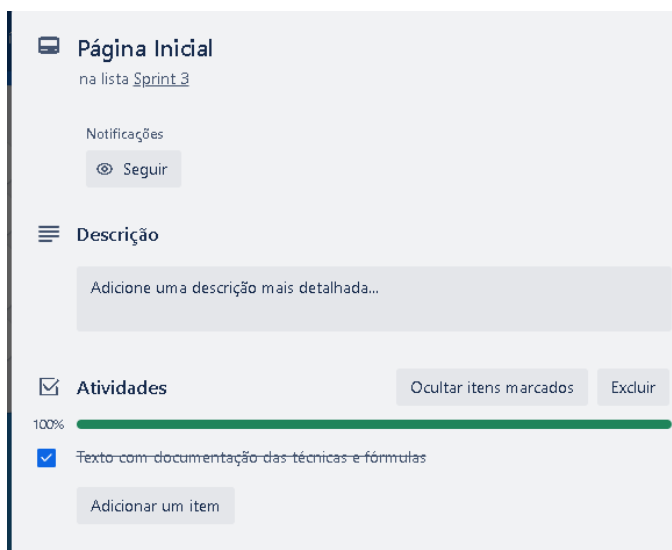 Página Inicial
na lista Sprint 3
Notificações
Seguir
Descrição
Adicione uma descrição mais detalhada...
Atividades
Ocultar itens marcados
Excluir
100%
Texto com documentação das técnicas e fórmulas
Adicionar um item